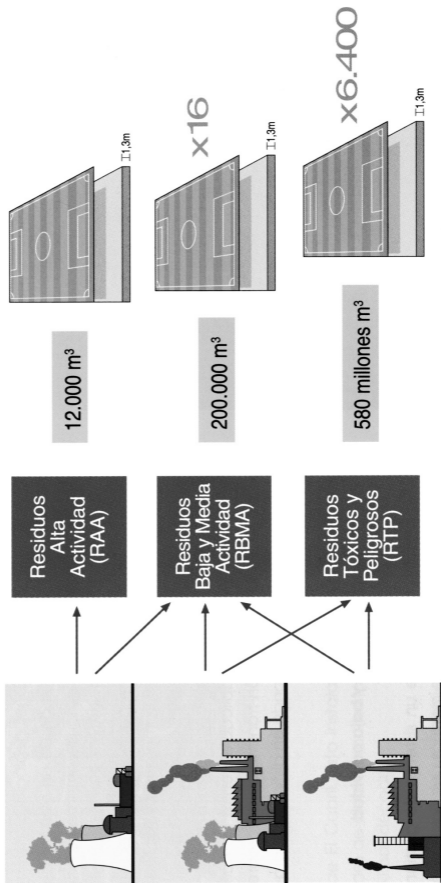 Residuos
Alta
Actividad
(RAA)
12.000 m³
1,3m
Residuos
Baja y Media
Actividad
(RBMA)
200.000 m³
x16
1,3m
Residuos
Tóxicos y
Peligrosos
(RTP)
580 millones m³
x6.400
1,3m